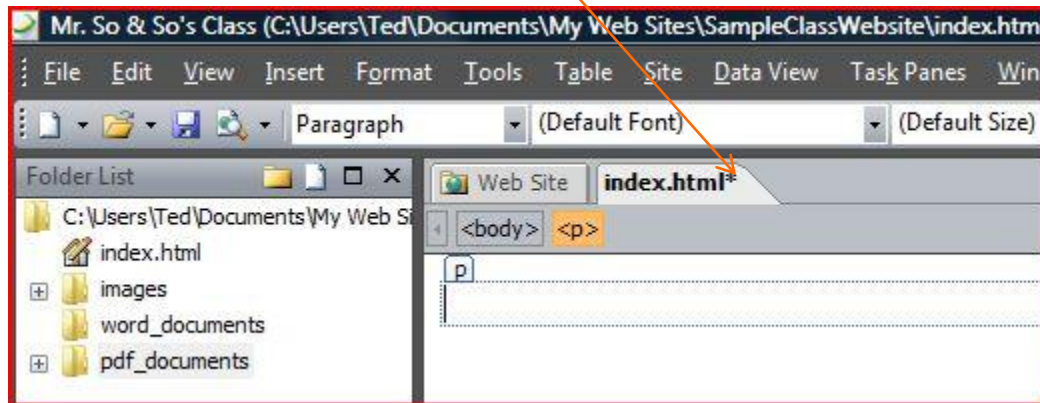 Mr. So & So's Class (C:\Users\Ted\Documents\My Web Sites\SampleClassWebsite\index.htm
File Edit View Insert Format Tools Table Site Data View Task Panes Win
Paragraph (Default Font) (Default Size)
Folder List
Web Site index.html*
C:\Users\Ted\Documents\My Web Si
<body> <p>
index.html
p
images
word_documents
pdf_documents